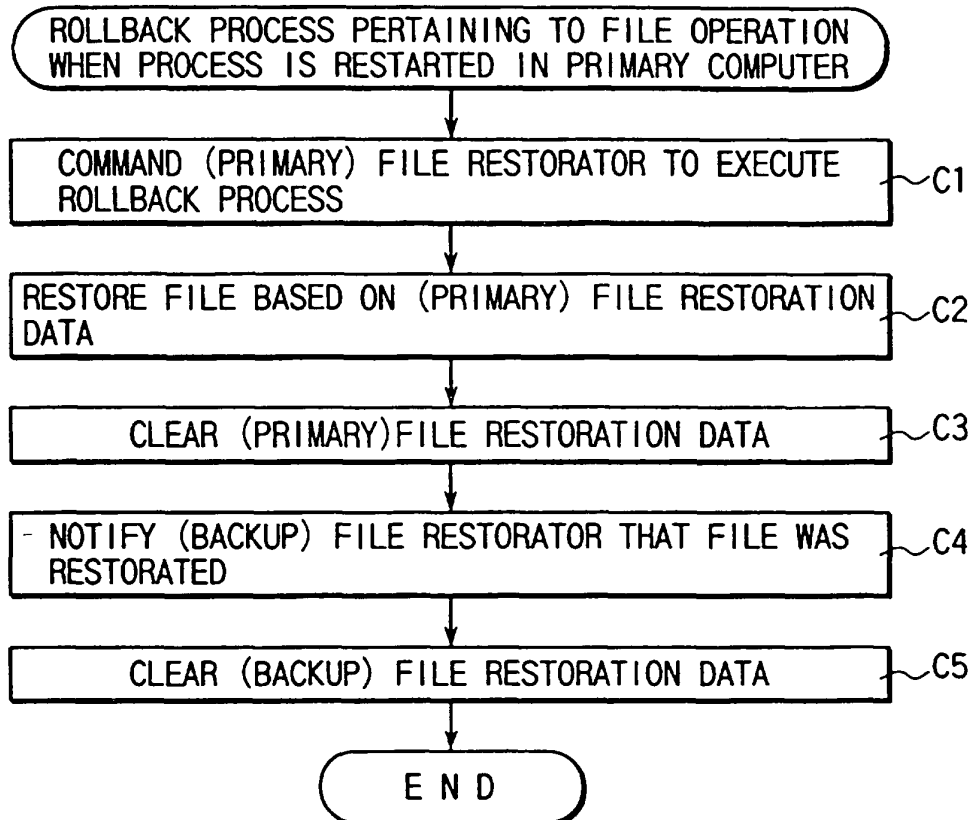 ROLLBACK PROCESS PERTAINING TO FILE OPERATION
WHEN PROCESS IS RESTARTED IN PRIMARY COMPUTER
COMMAND (PRIMARY) FILE RESTORATOR TO EXECUTE
ROLLBACK PROCESS
C1
RESTORE FILE BASED ON (PRIMARY) FILE RESTORATION
DATA
C2
CLEAR (PRIMARY)FILE RESTORATION DATA
C3
NOTIFY (BACKUP) FILE RESTORATOR THAT FILE WAS
RESTORATED
C4
CLEAR (BACKUP) FILE RESTORATION DATA
C5
END